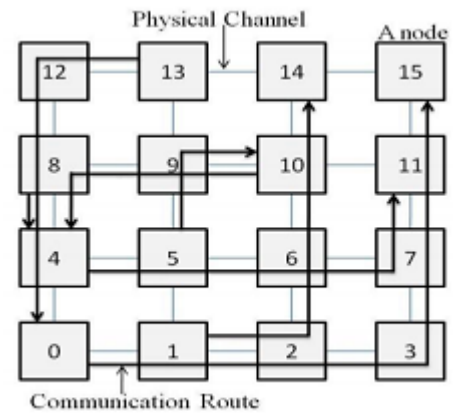 Physical Channel
A node
12 13 14 15
8 9 10 11
4 5 6 7
0 1 2 3
Communication Route